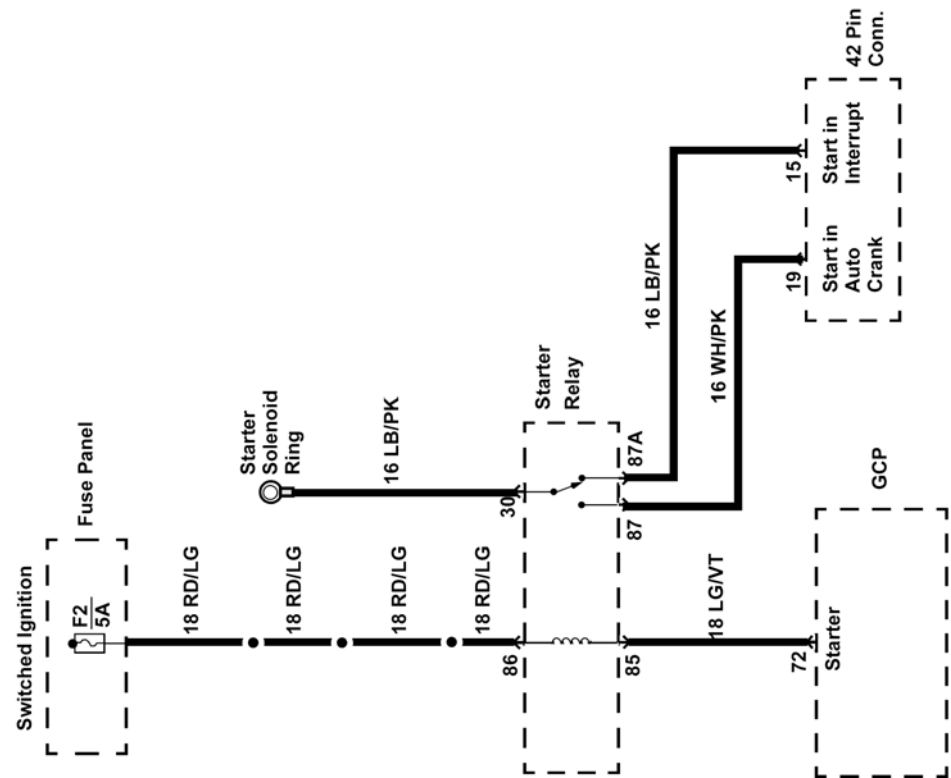 Switched Ignition
Fuse Panel
F2
5A
18 RD/LG
18 RD/LG
18 RD/LG
18 RD/LG
Starter
Solenoid
Ring
16 LB/PK
86
30
Starter
Relay
85
87
87A
18 LG/VT
16 WH/PK
16 LB/PK
72
Starter
GCP
19
Start in
Auto
Crank
15
Start in
Interrupt
42 Pin
Conn.